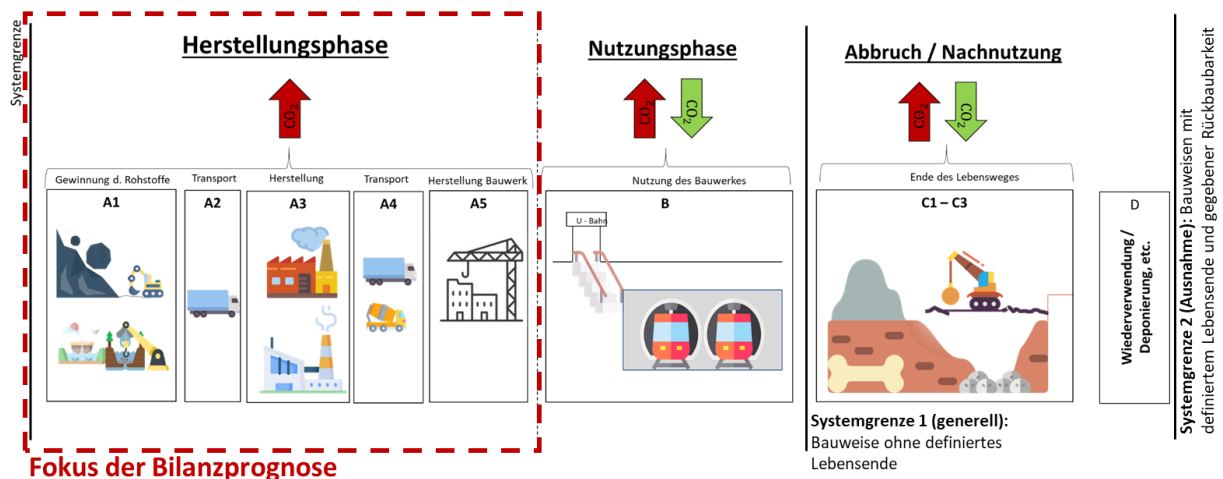 Systemgrenze
Herstellungsphase
CO2
Gewinnung d. Rohstoffe
Transport
Herstellung
Transport
Herstellung Bauwerk
A1
A2
A3
A4
A5
Fokus der Bilanzprognose
Nutzungsphase
CO2
CO2
Nutzung des Bauwerkes
B
U - Bahn
Abbruch / Nachnutzung
CO2
CO2
Ende des Lebensweges
C1 – C3
Systemgrenze 1 (generell):
Bauweise ohne definiertes
Lebensende
D
Wiederverwendung /
Deponierung, etc.
Systemgrenze 2 (Ausnahme): Bauweisen mit
definiertem Lebensende und gegebener Rückbaubarkeit